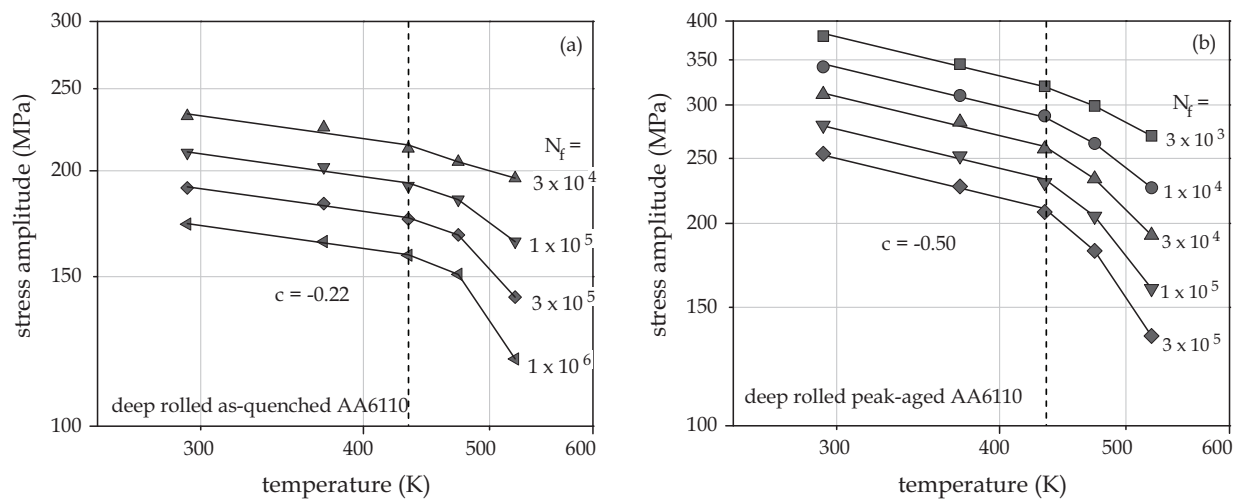 300
250
200
150
100
stress amplitude (MPa)
(a)
N_f =
3 x 10^4
1 x 10^5
3 x 10^5
1 x 10^6
c = -0.22
deep rolled as-quenched AA6110
300
400
500
600
temperature (K)
400
350
300
250
200
150
100
stress amplitude (MPa)
(b)
N_f =
3 x 10^3
1 x 10^4
3 x 10^4
1 x 10^5
3 x 10^5
c = -0.50
deep rolled peak-aged AA6110
300
400
500
600
temperature (K)